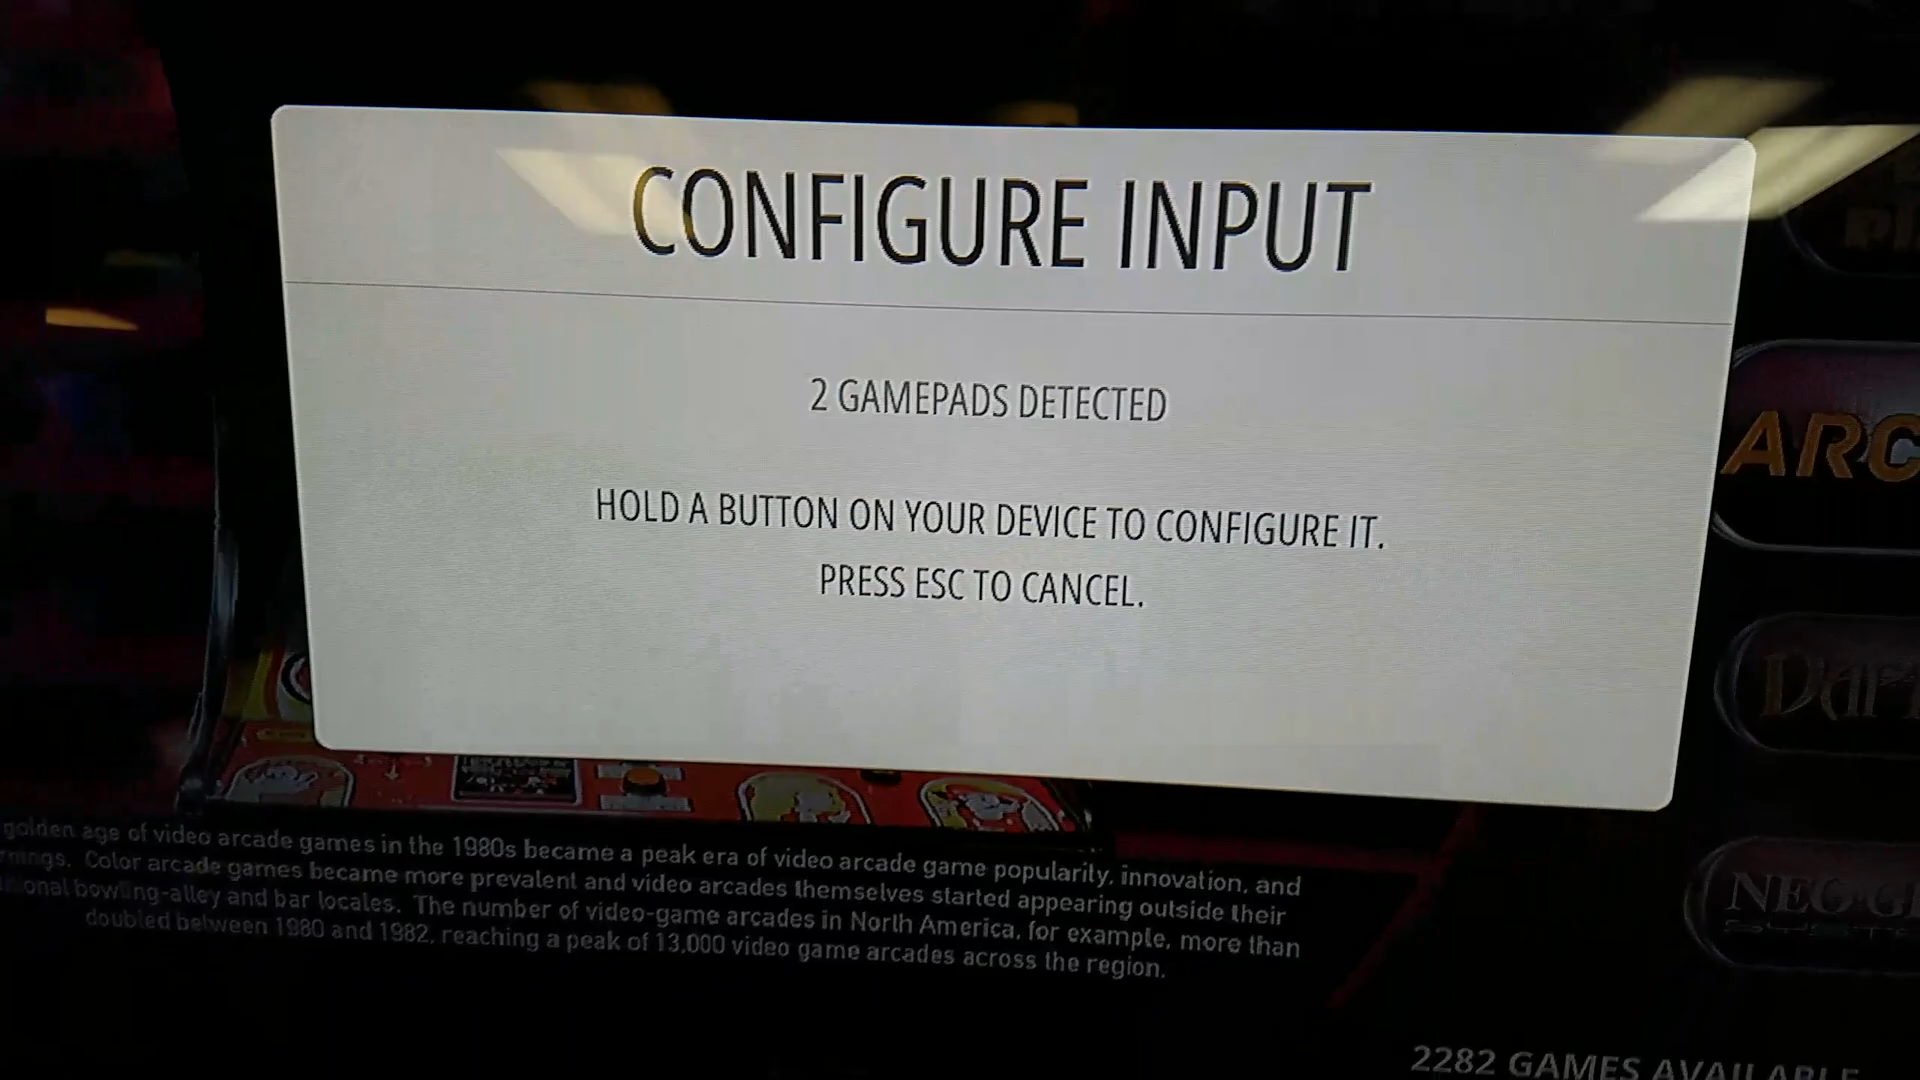 CONFIGURE INPUT
2 GAMEPADS DETECTED
HOLD A BUTTON ON YOUR DEVICE TO CONFIGURE IT.
PRESS ESC TO CANCEL.
ARC
NEO-G
golden age of video arcade games in the 1980s became a peak era of video arcade game popularity, innovation, and
Color arcade games became more prevalent and video arcades themselves started appearing outside their
bowling-alley and bar locales. The number of video-game arcades in North America, for example, more than
doubled between 1980 and 1982, reaching a peak of 13,000 video game arcades across the region.
2282 GAMES AVAILABLE